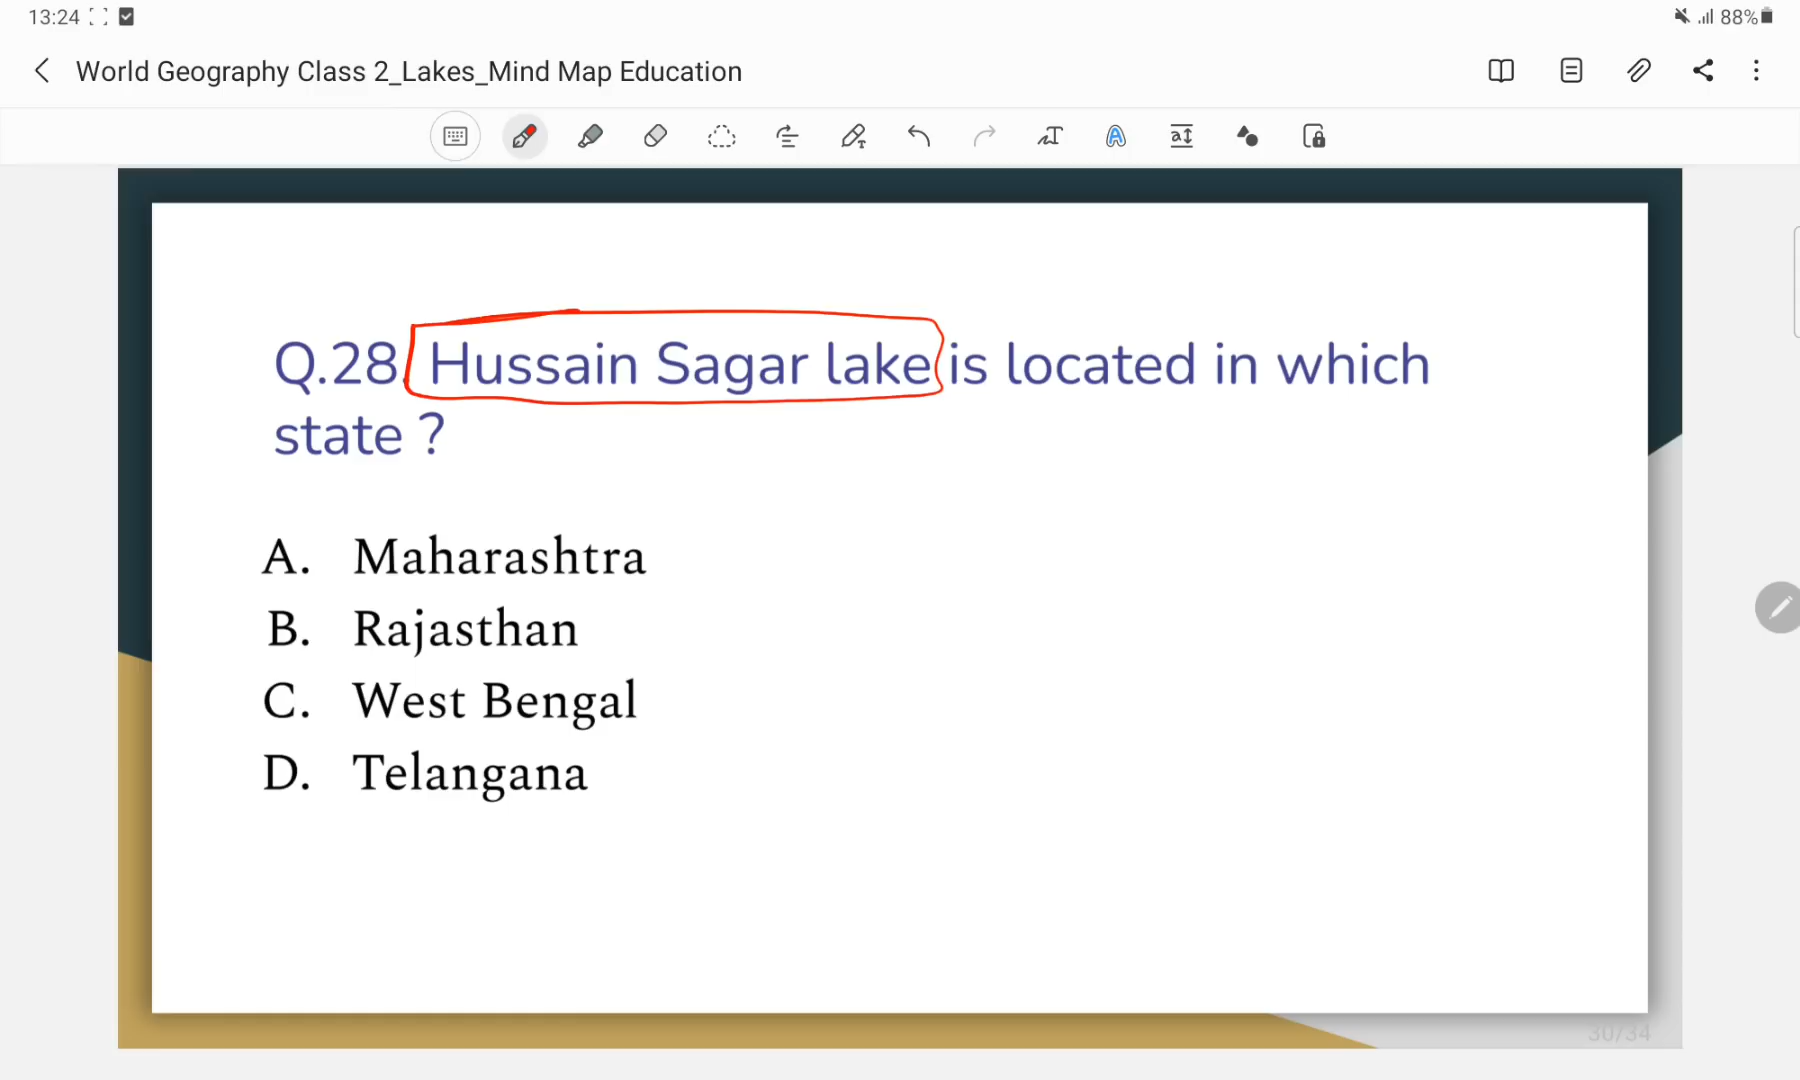 13:24 88%
World Geography Class 2_Lakes_Mind Map Education
Q.28. Hussain Sagar lake is located in which
state ?
A. Maharashtra
B. Rajasthan
C. West Bengal
D. Telangana
30/34